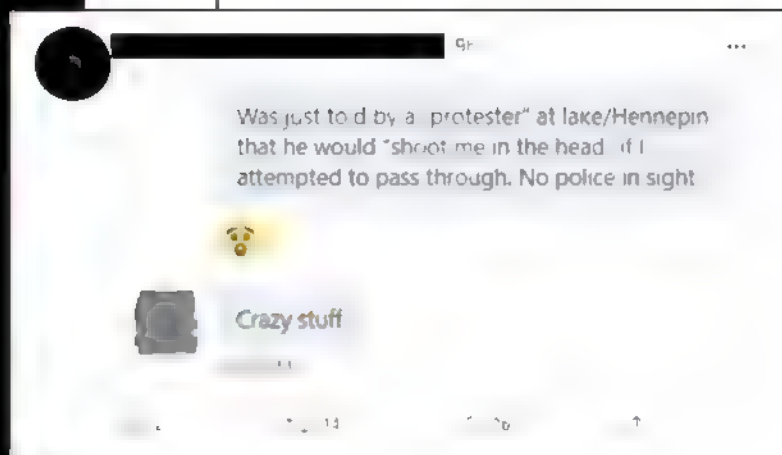 Was just told by a "protester" at lake/Hennepin
that he would "shoot me in the head" if I
attempted to pass through. No police in sight
Crazy stuff